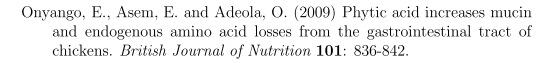 Onyango, E., Asem, E. and Adeola, O. (2009) Phytic acid increases mucin
and endogenous amino acid losses from the gastrointestinal tract of
chickens. British Journal of Nutrition 101: 836-842.